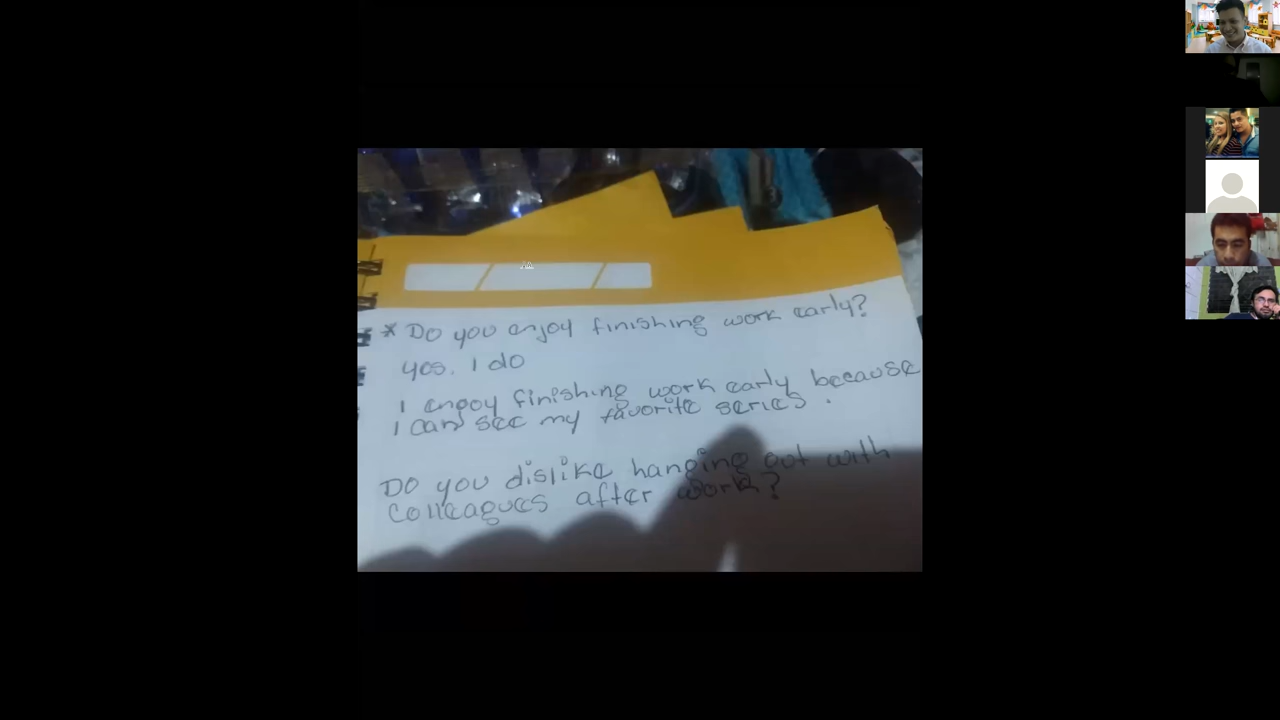 * Do you enjoy finishing work early?
yes. I do
I enjoy finishing work early because
I can see my favorite series.
Do you dislike hanging out with
colleagues after work?